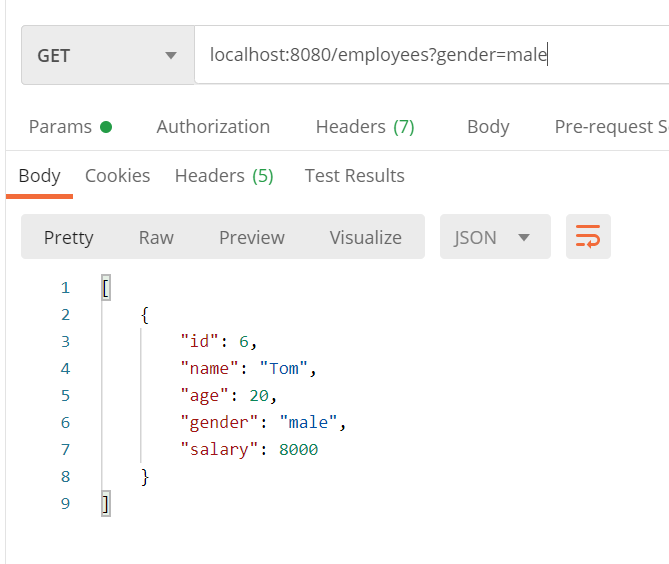 GET localhost:8080/employees?gender=male
Params Authorization Headers (7) Body Pre-request S
Body Cookies Headers (5) Test Results
Pretty Raw Preview Visualize JSON
1 [
2 {
3 "id": 6,
4 "name": "Tom",
5 "age": 20,
6 "gender": "male",
7 "salary": 8000
8 }
9 ]